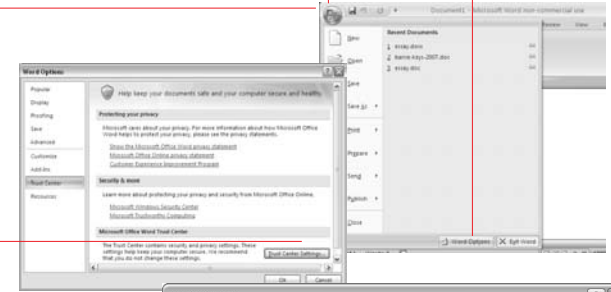 Document1 - Microsoft Word non-commercial use
Review View
New
Open
Save
Save As
Print
Prepare
Send
Publish
Close
Recent Documents
1 essay.docx
3 essay.doc
Word Options
Exit Word
Word Options
Popular
Display
Proofing
Save
Advanced
Customize
Add-Ins
Trust Center
Resources
Help keep your documents safe and your computer secure and healthy.
Protecting your privacy
Microsoft cares about your privacy. For more information about how Microsoft Office
Word helps to protect your privacy, please see the privacy statements.
Show the Microsoft Office Word privacy statement
Microsoft Office Online privacy statement
Customer Experience Improvement Program
Security & more
Learn more about protecting your privacy and security from Microsoft Office Online.
Microsoft Windows Security Center
Microsoft Trustworthy Computing
Microsoft Office Word Trust Center
The Trust Center contains security and privacy settings. These
settings help keep your computer secure. We recommend
that you do not change these settings.
Trust Center Settings...
OK Cancel